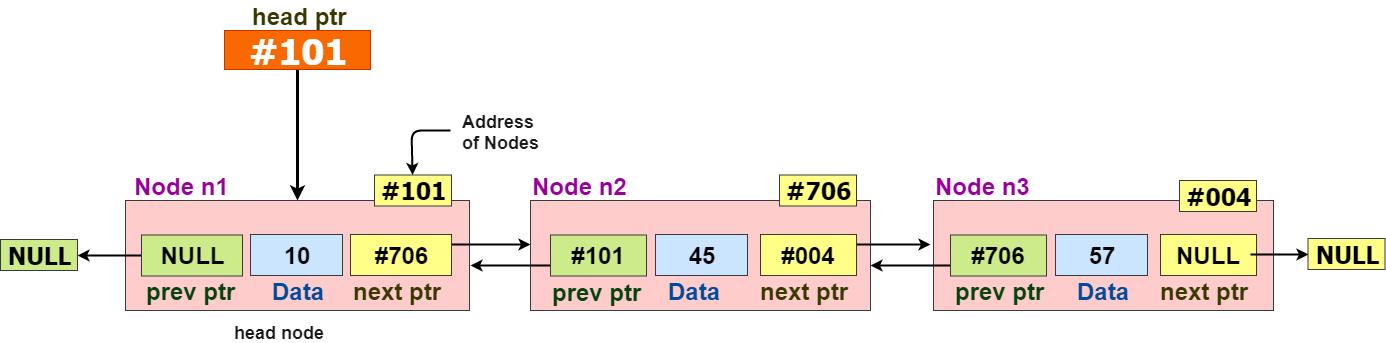 head ptr
#101
Address
of Nodes
Node n1
#101
Node n2
#706
Node n3
#004
NULL
NULL
10
#706
#101
45
#004
#706
57
NULL
NULL
prev ptr
Data
next ptr
prev ptr
Data
next ptr
prev ptr
Data
next ptr
head node